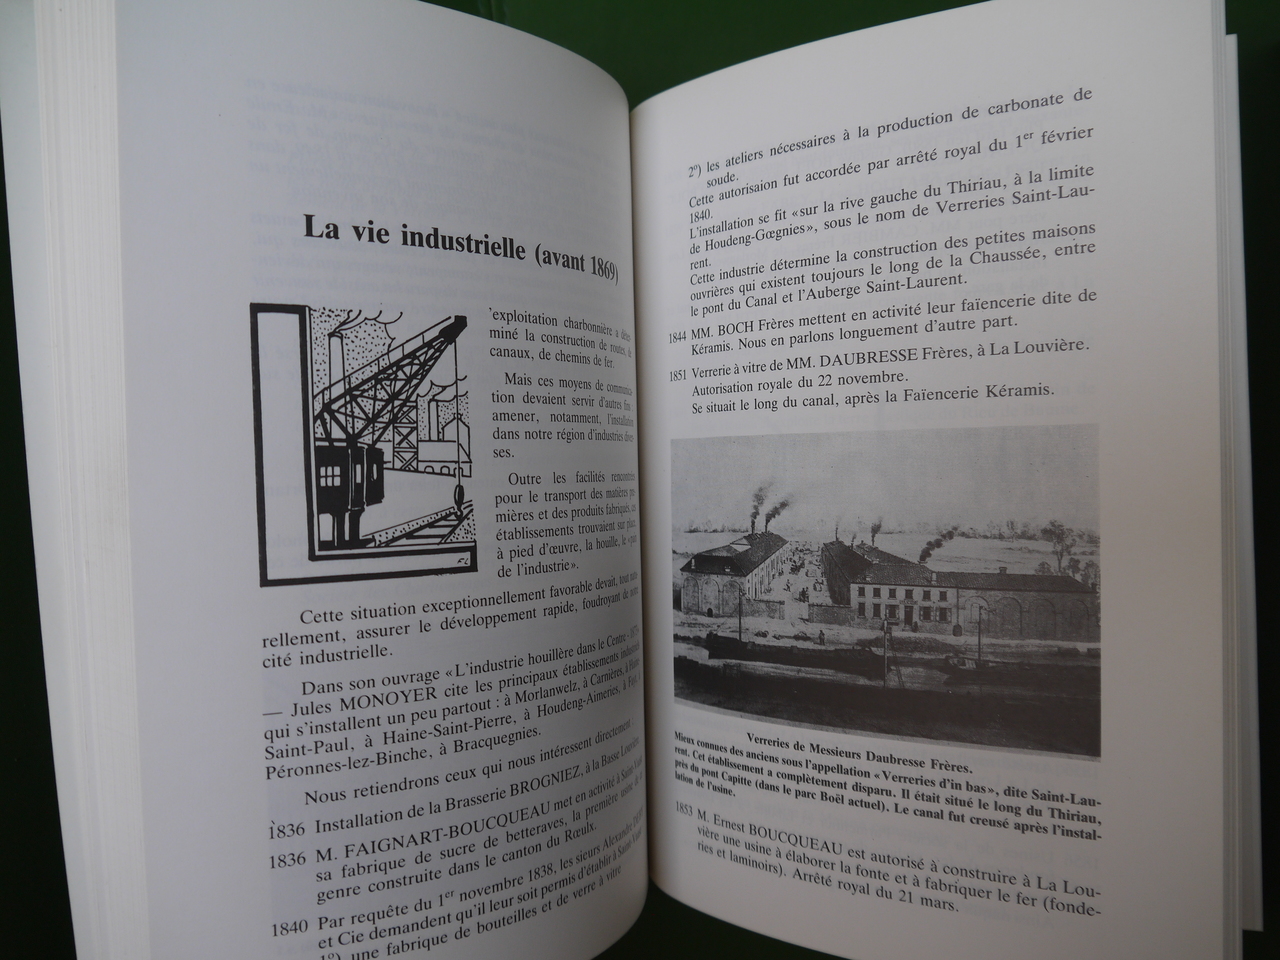 La vie industrielle (avant 1869)
'exploitation charbonnière a déter-
miné la construction de routes, de
canaux, de chemins de fer.
Mais ces moyens de communica-
tion devaient servir d'autres fins :
amener, notamment, l'installation
dans notre région d'industries diver-
ses.
Outre les facilités rencontrées
pour le transport des matières pre-
mières et des produits fabriqués, ces
établissements trouvaient sur place,
à pied d'œuvre, la houille, le «pain
de l'industrie».
Cette situation exceptionnellement favorable devait, tout natu-
rellement, assurer le développement rapide, foudroyant de notre
cité industrielle.
Dans son ouvrage «L'industrie houillère dans le Centre-
— Jules MONOYER cite les principaux établissements industriels
qui s'installent un peu partout : à Morlanwelz, à Carnières, à Haine-
Saint-Paul, à Haine-Saint-Pierre, à Houdeng-Aimeries, à
Péronnes-lez-Binche, à Bracquegnies.
Nous retiendrons ceux qui nous intéressent directement :
1836 Installation de la Brasserie BROGNIEZ, à la Basse Louvière.
1836 M. FAIGNART-BOUCQUEAU met en activité à Saint-Vaast
sa fabrique de sucre de betteraves, la première usine de ce
genre construite dans le canton du Rœulx.
1840 Par requête du 1er novembre 1838, les sieurs Alexandre
et Cie demandent qu'il leur soit permis d'établir à Saint-Vaast
1°) une fabrique de bouteilles et de verre à vitre
2°) les ateliers nécessaires à la production de carbonate de
soude.
Cette autorisaion fut accordée par arrêté royal du 1er février
1840.
L'installation se fit «sur la rive gauche du Thiriau, à la limite
de Houdeng-Gœgnies», sous le nom de Verreries Saint-Lau-
rent.
Cette industrie détermine la construction des petites maisons
ouvrières qui existent toujours le long de la Chaussée, entre
le pont du Canal et l'Auberge Saint-Laurent.
1844 MM. BOCH Frères mettent en activité leur faïencerie dite de
Kéramis. Nous en parlons longuement d'autre part.
1851 Verrerie à vitre de MM. DAUBRESSE Frères, à La Louvière.
Autorisation royale du 22 novembre.
Se situait le long du canal, après la Faïencerie Kéramis.
Verreries de Messieurs Daubresse Frères.
Mieux connues des anciens sous l'appellation «Verreries d'in bas», dite Saint-Lau-
rent. Cet établissement a complètement disparu. Il était situé le long du Thiriau,
près du pont Capitte (dans le parc Boël actuel). Le canal fut creusé après l'instal-
lation de l'usine.
1853 M. Ernest BOUCQUEAU est autorisé à construire à La Lou-
vière une usine à élaborer la fonte et à fabriquer le fer (fonde-
ries et laminoirs). Arrêté royal du 21 mars.